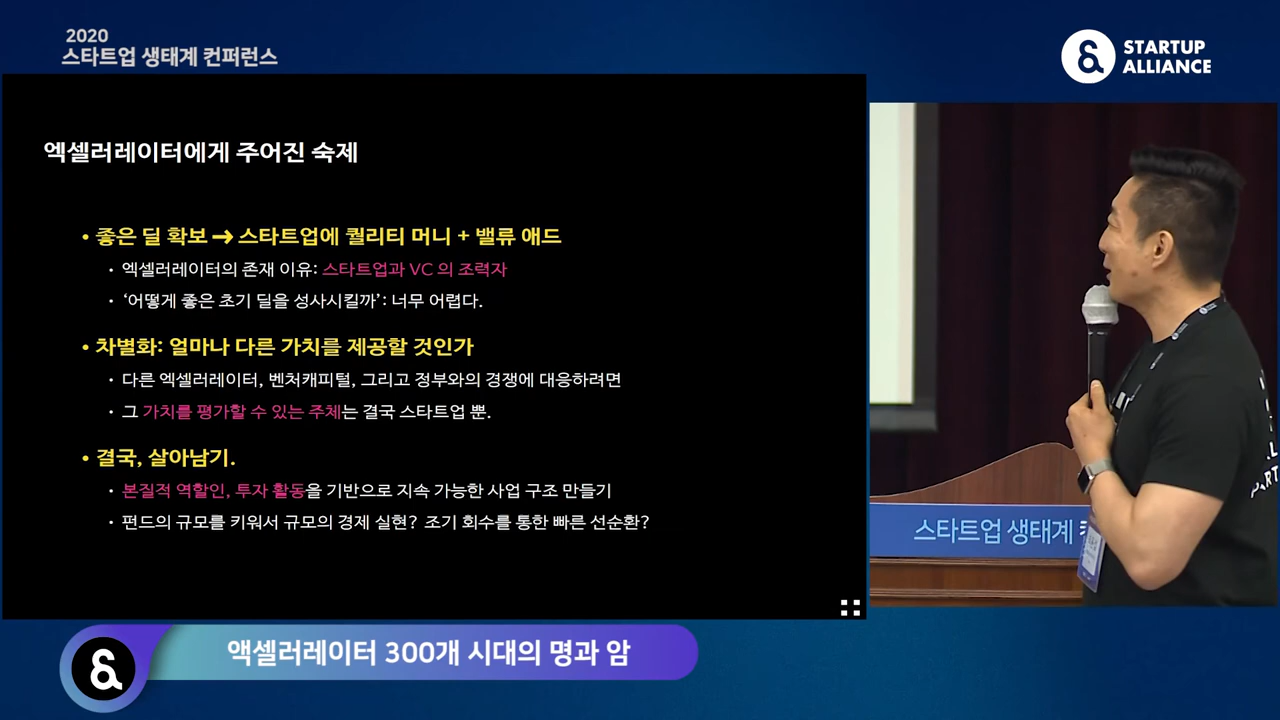 2020
스타트업 생태계 컨퍼런스
STARTUP
ALLIANCE
엑셀러레이터에게 주어진 숙제
• 좋은 딜 확보 ➞ 스타트업에 퀄리티 머니 + 밸류 애드
• 엑셀러레이터의 존재 이유: 스타트업과 VC 의 조력자
• ‘어떻게 좋은 초기 딜을 성사시킬까’: 너무 어렵다.
• 차별화: 얼마나 다른 가치를 제공할 것인가
• 다른 엑셀러레이터, 벤처캐피털, 그리고 정부와의 경쟁에 대응하려면
• 그 가치를 평가할 수 있는 주체는 결국 스타트업 뿐.
• 결국, 살아남기.
• 본질적 역할인, 투자 활동을 기반으로 지속 가능한 사업 구조 만들기
• 펀드의 규모를 키워서 규모의 경제 실현? 조기 회수를 통한 빠른 선순환?
스타트업 생태계
액셀러레이터 300개 시대의 명과 암